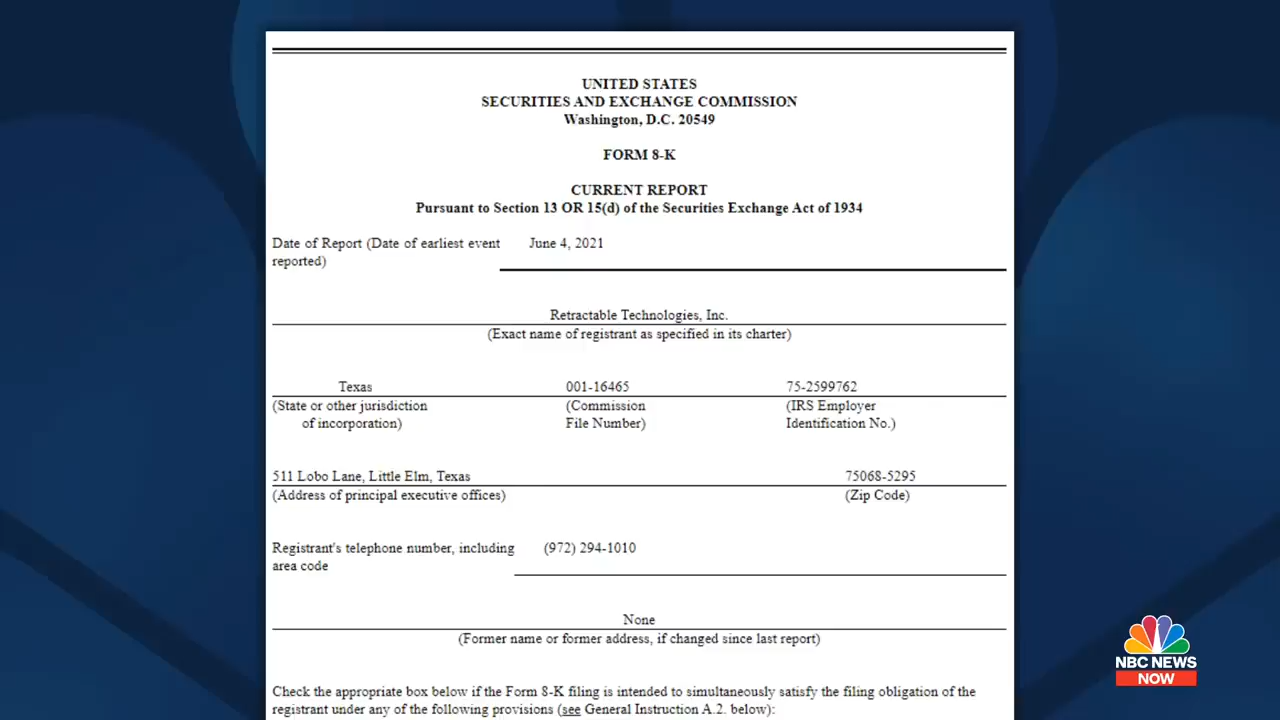 UNITED STATES
SECURITIES AND EXCHANGE COMMISSION
Washington, D.C. 20549
FORM 8-K
CURRENT REPORT
Pursuant to Section 13 OR 15(d) of the Securities Exchange Act of 1934
Date of Report (Date of earliest event reported) June 4, 2021
Retractable Technologies, Inc.
(Exact name of registrant as specified in its charter)
Texas 001-16465 75-2599762
(State or other jurisdiction (Commission (IRS Employer
of incorporation) File Number) Identification No.)
511 Lobo Lane, Little Elm, Texas 75068-5295
(Address of principal executive offices) (Zip Code)
Registrant's telephone number, including (972) 294-1010
area code
None
(Former name or former address, if changed since last report)
Check the appropriate box below if the Form 8-K filing is intended to simultaneously satisfy the filing obligation of the
registrant under any of the following provisions (see General Instruction A.2. below):
NBC NEWS
NOW